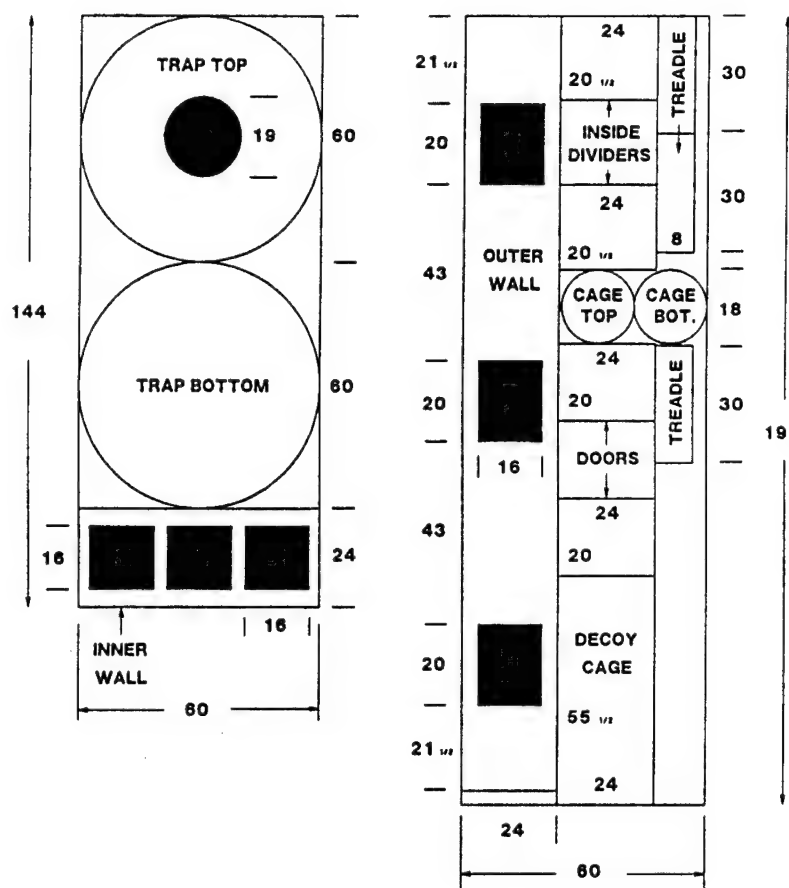 144
TRAP TOP
19
60
TRAP BOTTOM
60
16
24
16
INNER
WALL
60
21 1/2
20
43
20
16
43
20
21 1/2
OUTER
WALL
24
20 1/2
INSIDE
DIVIDERS
24
20 1/2
TREADLE
8
CAGE
TOP
CAGE
BOT.
24
20
DOORS
24
20
TREADLE
DECOY
CAGE
55 1/2
24
30
30
18
30
19
24
60